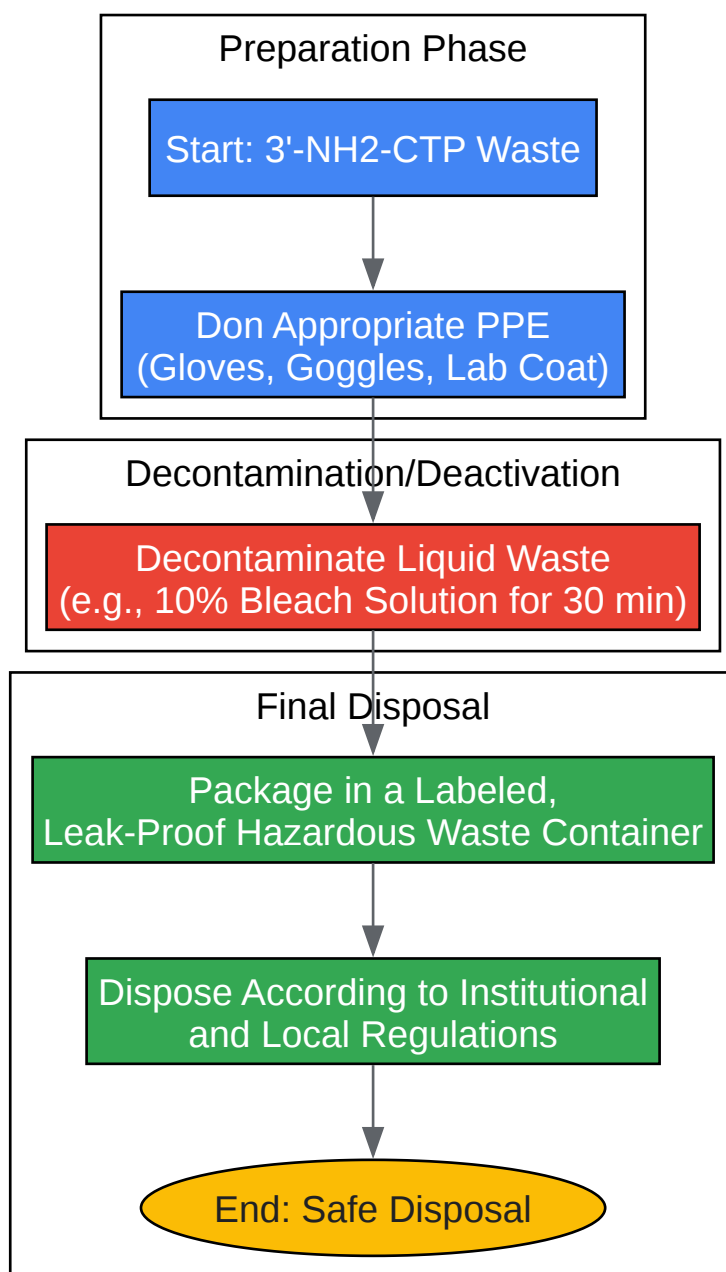 Preparation Phase
Start: 3'-NH2-CTP Waste
Don Appropriate PPE
(Gloves, Goggles, Lab Coat)
Decontamination/Deactivation
Decontaminate Liquid Waste
(e.g., 10% Bleach Solution for 30 min)
Final Disposal
Package in a Labeled,
Leak-Proof Hazardous Waste Container
Dispose According to Institutional
and Local Regulations
End: Safe Disposal